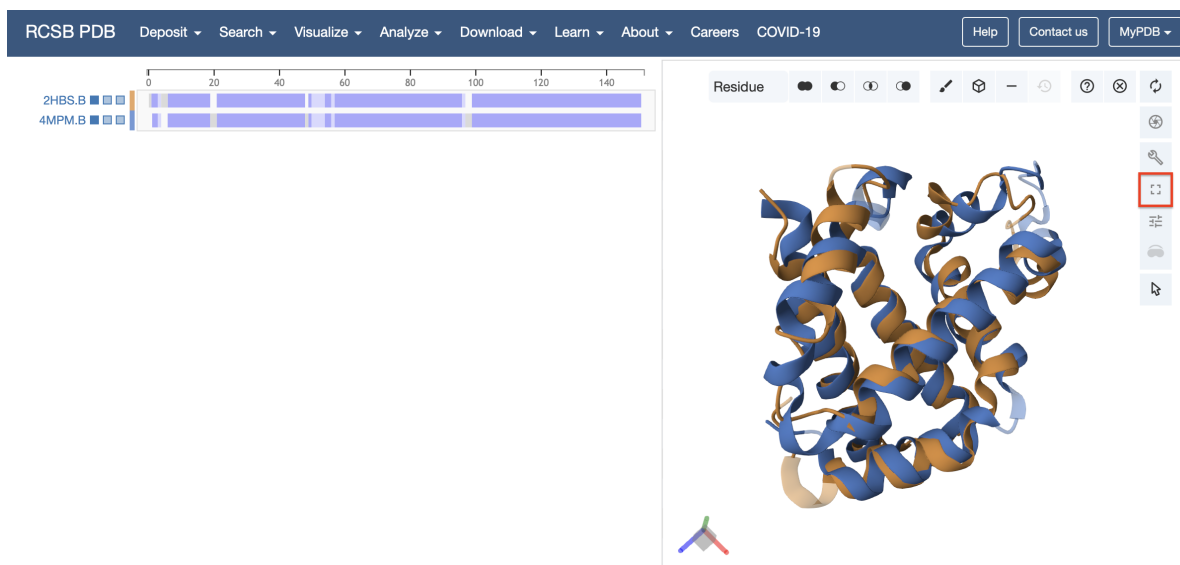 RCSB PDB Deposit Search Visualize Analyze Download Learn About Careers COVID-19 Help Contact us MyPDB
0 20 40 60 80 100 120 140
2HBS.B
4MPM.B
Residue